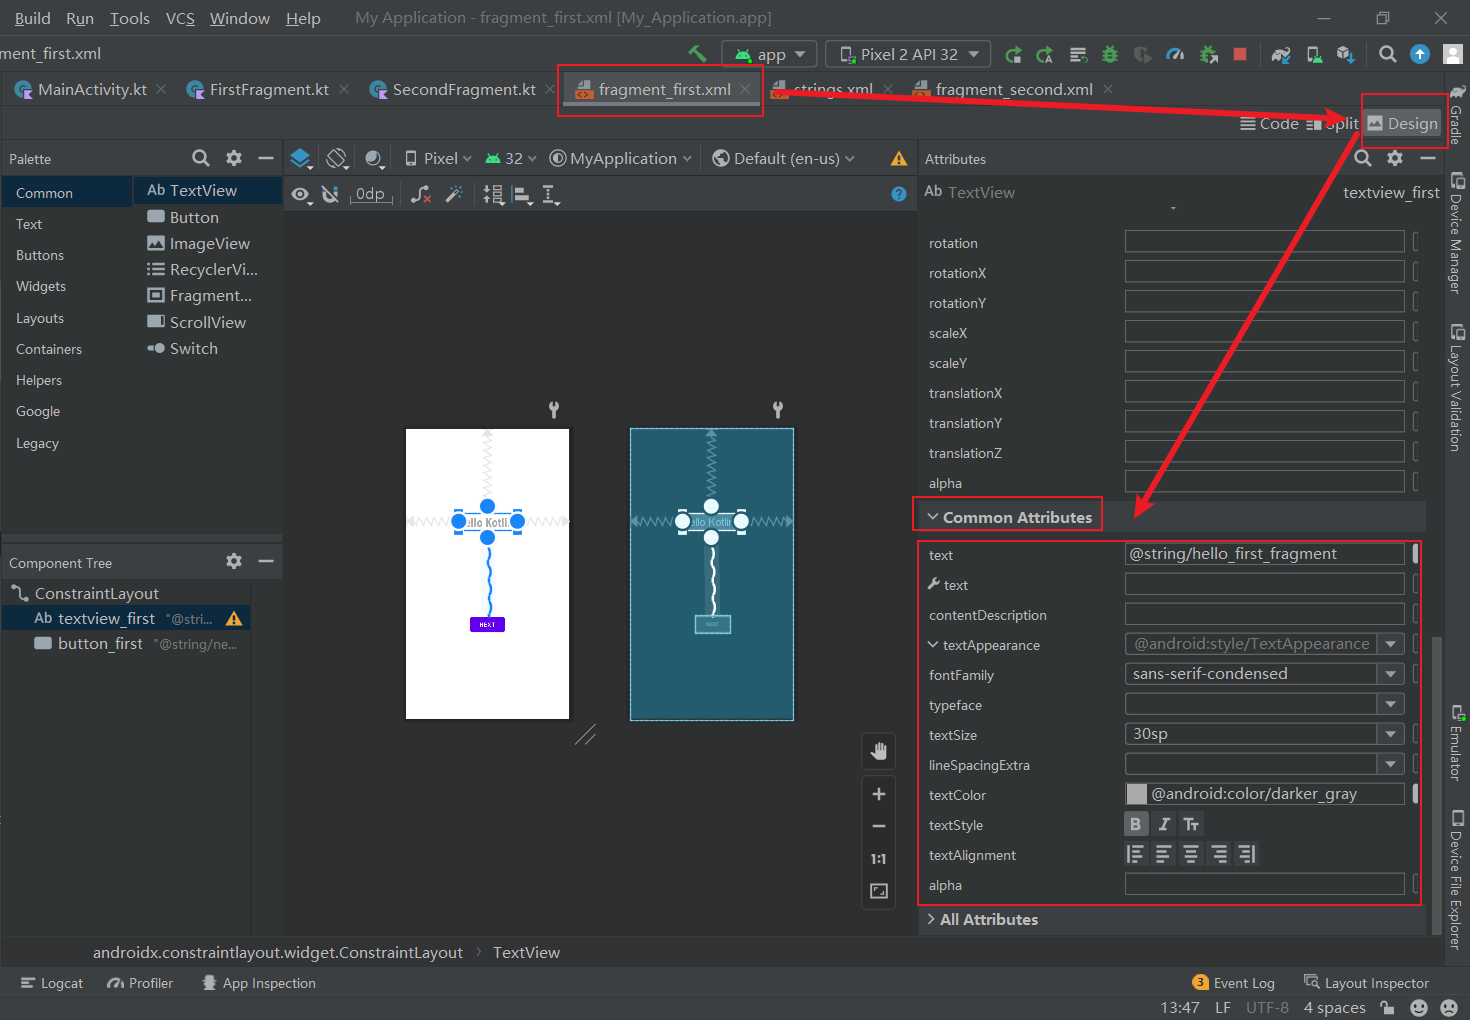 Build Run Tools VCS Window Help My Application - fragment_first.xml [My_Application.app]
ment_first.xml
app
Pixel 2 API 32
MainActivity.kt
FirstFragment.kt
SecondFragment.kt
fragment_first.xml
strings.xml
fragment_second.xml
Code
Split
Design
Palette
Common
Text
Buttons
Widgets
Layouts
Containers
Helpers
Google
Legacy
Ab TextView
Button
ImageView
RecyclerVi...
Fragment...
ScrollView
Switch
Pixel
32
MyApplication
Default (en-us)
0dp
Attributes
Ab TextView
textview_first
rotation
rotationX
rotationY
scaleX
scaleY
translationX
translationY
translationZ
alpha
Common Attributes
text @string/hello_first_fragment
text
contentDescription
textAppearance @android:style/TextAppearance
fontFamily sans-serif-condensed
typeface
textSize 30sp
lineSpacingExtra
textColor @android:color/darker_gray
textStyle B I Tr
textAlignment
alpha
All Attributes
ello Kotli
NEXT
ello Kotlin
NEXT
1:1
Component Tree
ConstraintLayout
Ab textview_first "@stri...
button_first "@string/ne...
androidx.constraintlayout.widget.ConstraintLayout > TextView
Logcat
Profiler
App Inspection
3 Event Log
Layout Inspector
13:47 LF UTF-8 4 spaces
Gradle
Device Manager
Layout Validation
Emulator
Device File Explorer